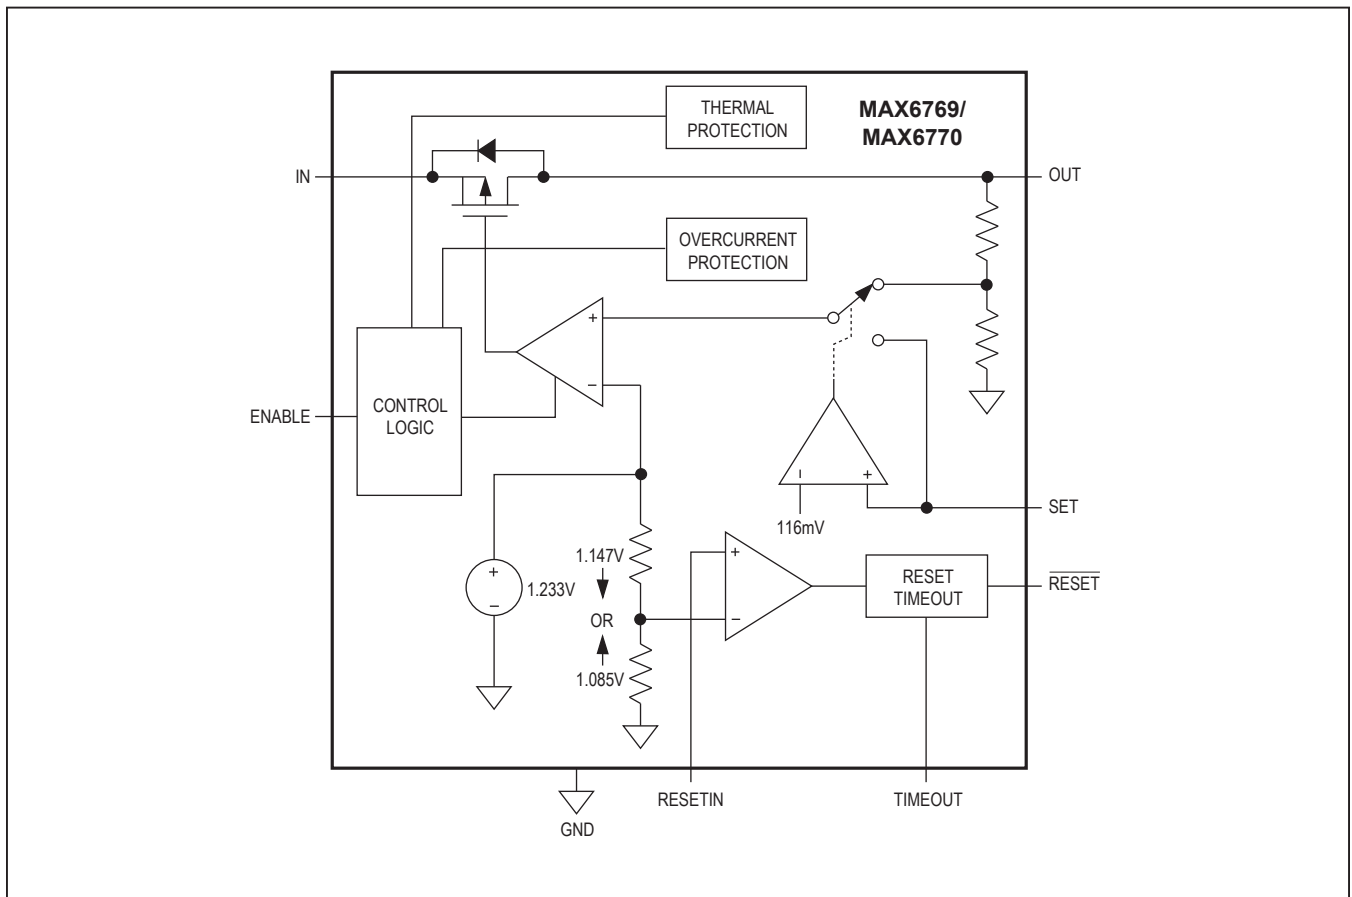 THERMAL
PROTECTION
MAX6769/
MAX6770
IN
OUT
OVERCURRENT
PROTECTION
+
−
CONTROL
LOGIC
ENABLE
−
+
116mV
SET
+
−
1.233V
1.147V
OR
1.085V
+
−
RESET
TIMEOUT
RESET
RESETIN
TIMEOUT
GND